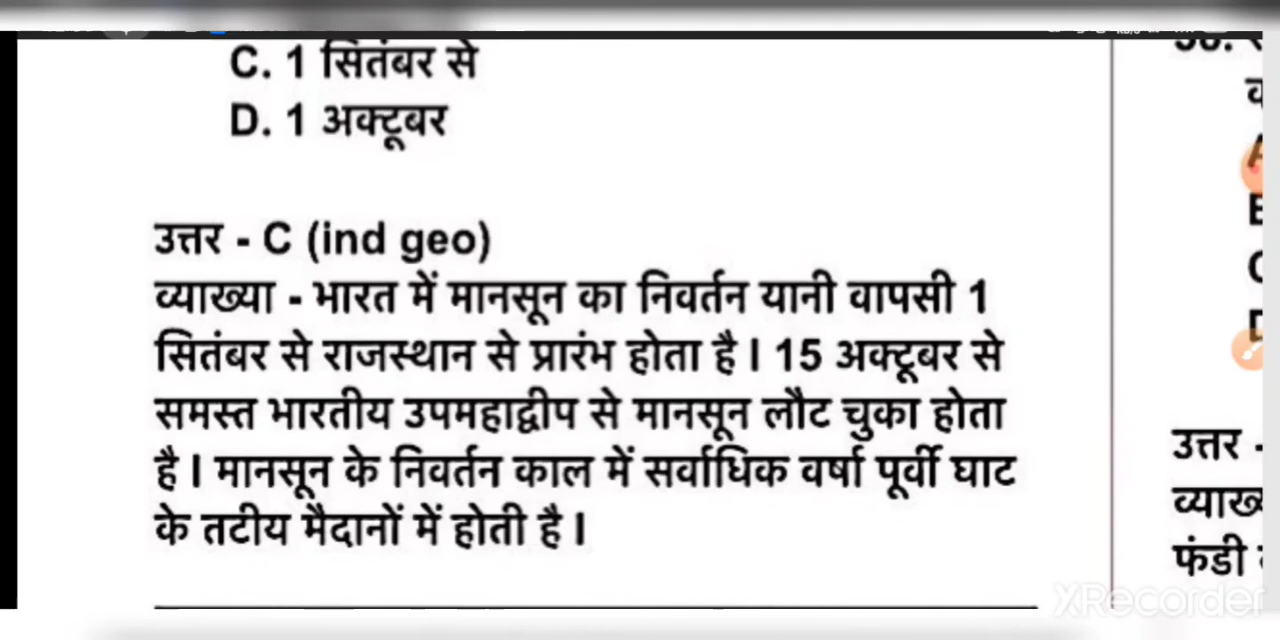 C. 1 सितंबर से
D. 1 अक्टूबर
उत्तर - C (ind geo)
व्याख्या - भारत में मानसून का निवर्तन यानी वापसी 1
सितंबर से राजस्थान से प्रारंभ होता है। 15 अक्टूबर से
समस्त भारतीय उपमहाद्वीप से मानसून लौट चुका होता
है। मानसून के निवर्तन काल में सर्वाधिक वर्षा पूर्वी घाट
के तटीय मैदानों में होती है।
उत्तर -
फंडी
XRecorder